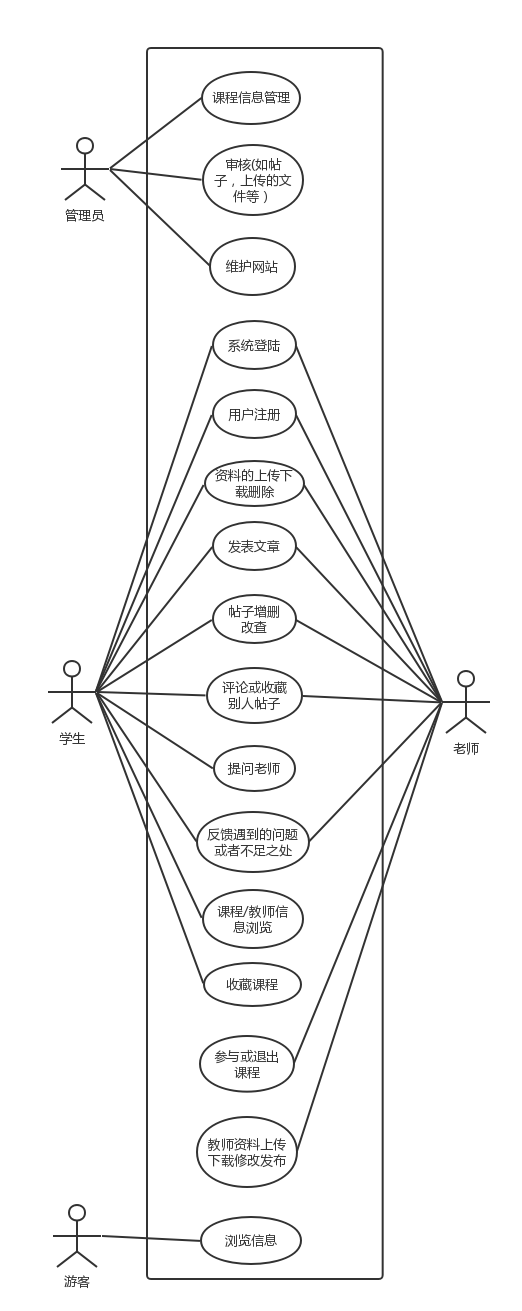 课程信息管理
审核(如帖
子，上传的文
件等）
管理员
维护网站
系统登陆
用户注册
资料的上传下
载删除
发表文章
帖子增删
改查
评论或收藏
别人帖子
学生
老师
提问老师
反馈遇到的问题
或者不足之处
课程/教师信
息浏览
收藏课程
参与或退出
课程
教师资料上传
下载修改发布
浏览信息
游客